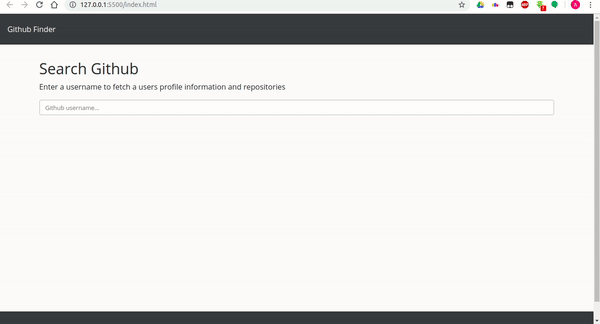 127.0.0.1:5500/index.html
Github Finder
Search Github
Enter a username to fetch a users profile information and repositories
Github username...